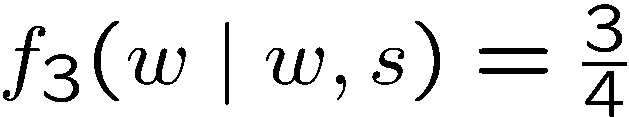 f₃(w | w, s) = 3/4